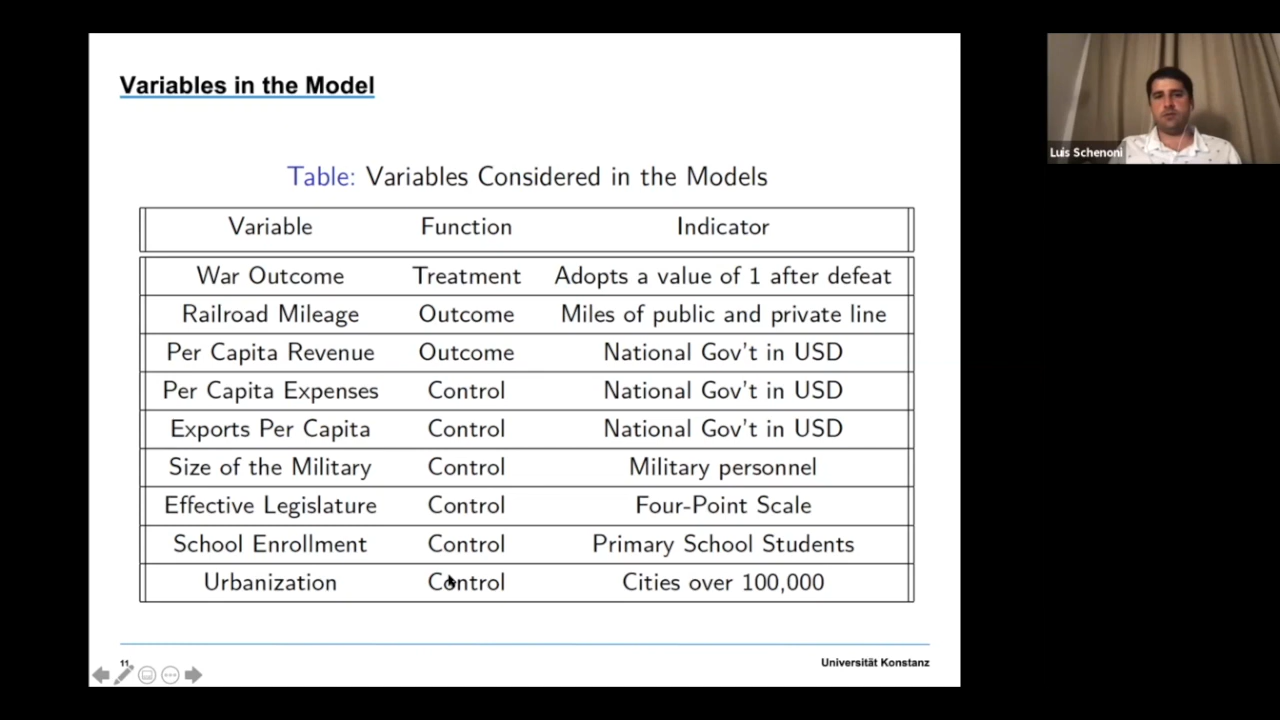 Variables in the Model
Luis Schenoni
Table: Variables Considered in the Models
Variable Function Indicator
War Outcome Treatment Adopts a value of 1 after defeat
Railroad Mileage Outcome Miles of public and private line
Per Capita Revenue Outcome National Gov't in USD
Per Capita Expenses Control National Gov't in USD
Exports Per Capita Control National Gov't in USD
Size of the Military Control Military personnel
Effective Legislature Control Four-Point Scale
School Enrollment Control Primary School Students
Urbanization Control Cities over 100,000
11
Universität Konstanz